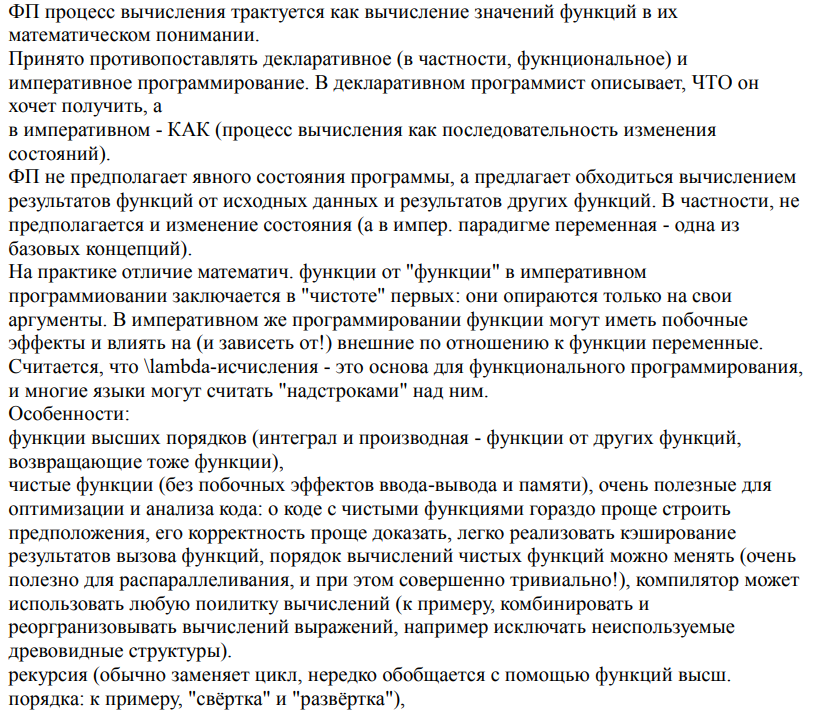 ФП процесс вычисления трактуется как вычисление значений функций в их
математическом понимании.
Принято противопоставлять декларативное (в частности, фукнциональное) и
императивное программирование. В декларативном программист описывает, ЧТО он
хочет получить, а
в императивном - КАК (процесс вычисления как последовательность изменения
состояний).
ФП не предполагает явного состояния программы, а предлагает обходиться вычислением
результатов функций от исходных данных и результатов других функций. В частности, не
предполагается и изменение состояния (а в импер. парадигме переменная - одна из
базовых концепций).
На практике отличие математич. функции от "функции" в императивном
программиовании заключается в "чистоте" первых: они опираются только на свои
аргументы. В императивном же программировании функции могут иметь побочные
эффекты и влиять на (и зависеть от!) внешние по отношению к функции переменные.
Считается, что \lambda-исчисления - это основа для функционального программирования,
и многие языки могут считать "надстроками" над ним.
Особенности:
функции высших порядков (интеграл и производная - функции от других функций,
возвращающие тоже функции),
чистые функции (без побочных эффектов ввода-вывода и памяти), очень полезные для
оптимизации и анализа кода: о коде с чистыми функциями гораздо проще строить
предположения, его корректность проще доказать, легко реализовать кэширование
результатов вызова функций, порядок вычислений чистых функций можно менять (очень
полезно для распараллеливания, и при этом совершенно тривиально!), компилятор может
использовать любую поилитку вычислений (к примеру, комбинировать и
реоргранизовывать вычислений выражений, например исключать неиспользуемые
древовидные структуры).
рекурсия (обычно заменяет цикл, нередко обобщается с помощью функций высш.
порядка: к примеру, "свёртка" и "развёртка"),